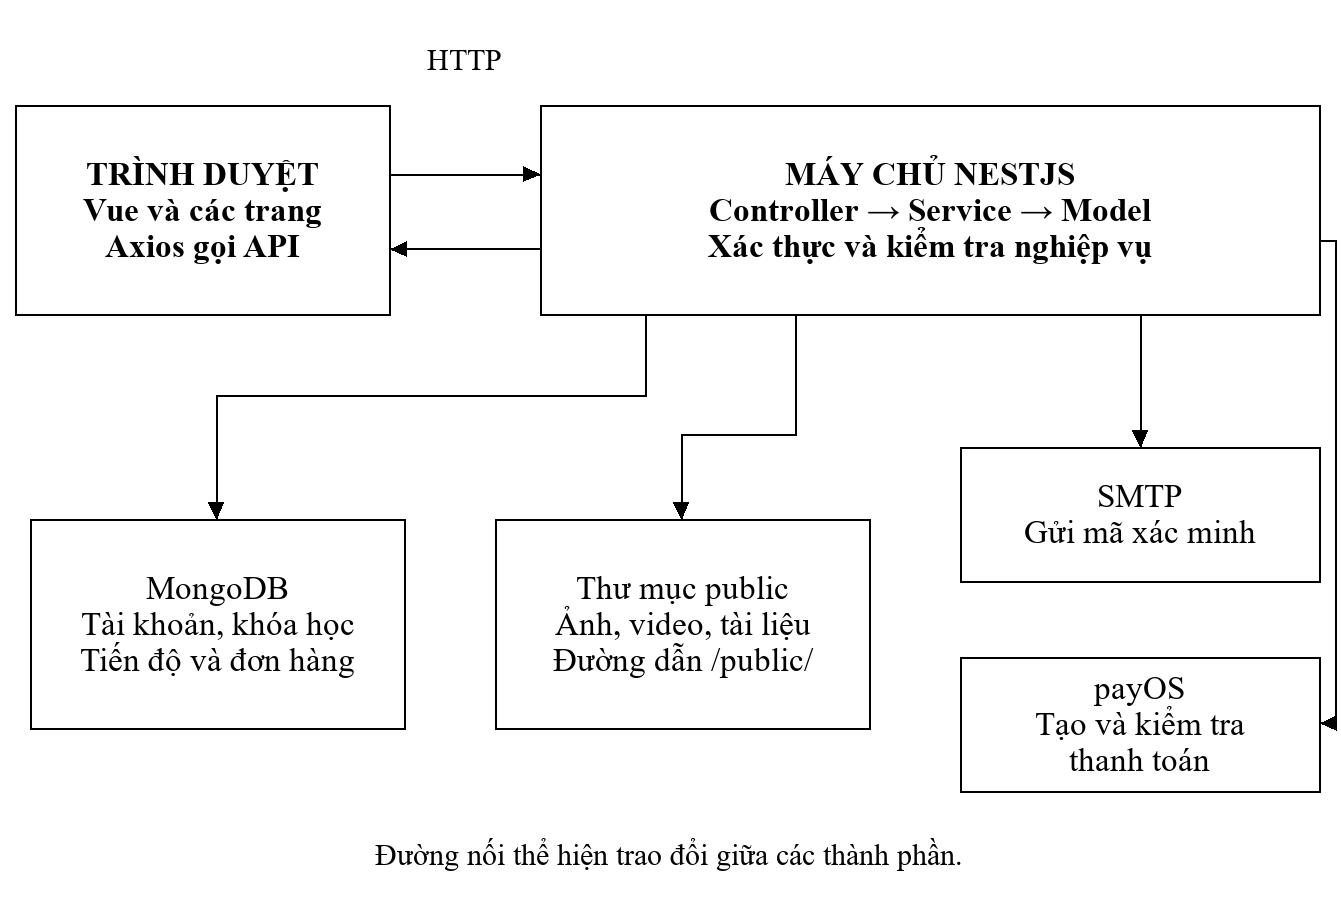 HTTP
TRÌNH DUYỆT
Vue và các trang
Axios gọi API
MÁY CHỦ NESTJS
Controller → Service → Model
Xác thực và kiểm tra nghiệp vụ
SMTP
Gửi mã xác minh
MongoDB
Tài khoản, khóa học
Tiến độ và đơn hàng
Thư mục public
Ảnh, video, tài liệu
Đường dẫn /public/
payOS
Tạo và kiểm tra
thanh toán
Đường nối thể hiện trao đổi giữa các thành phần.